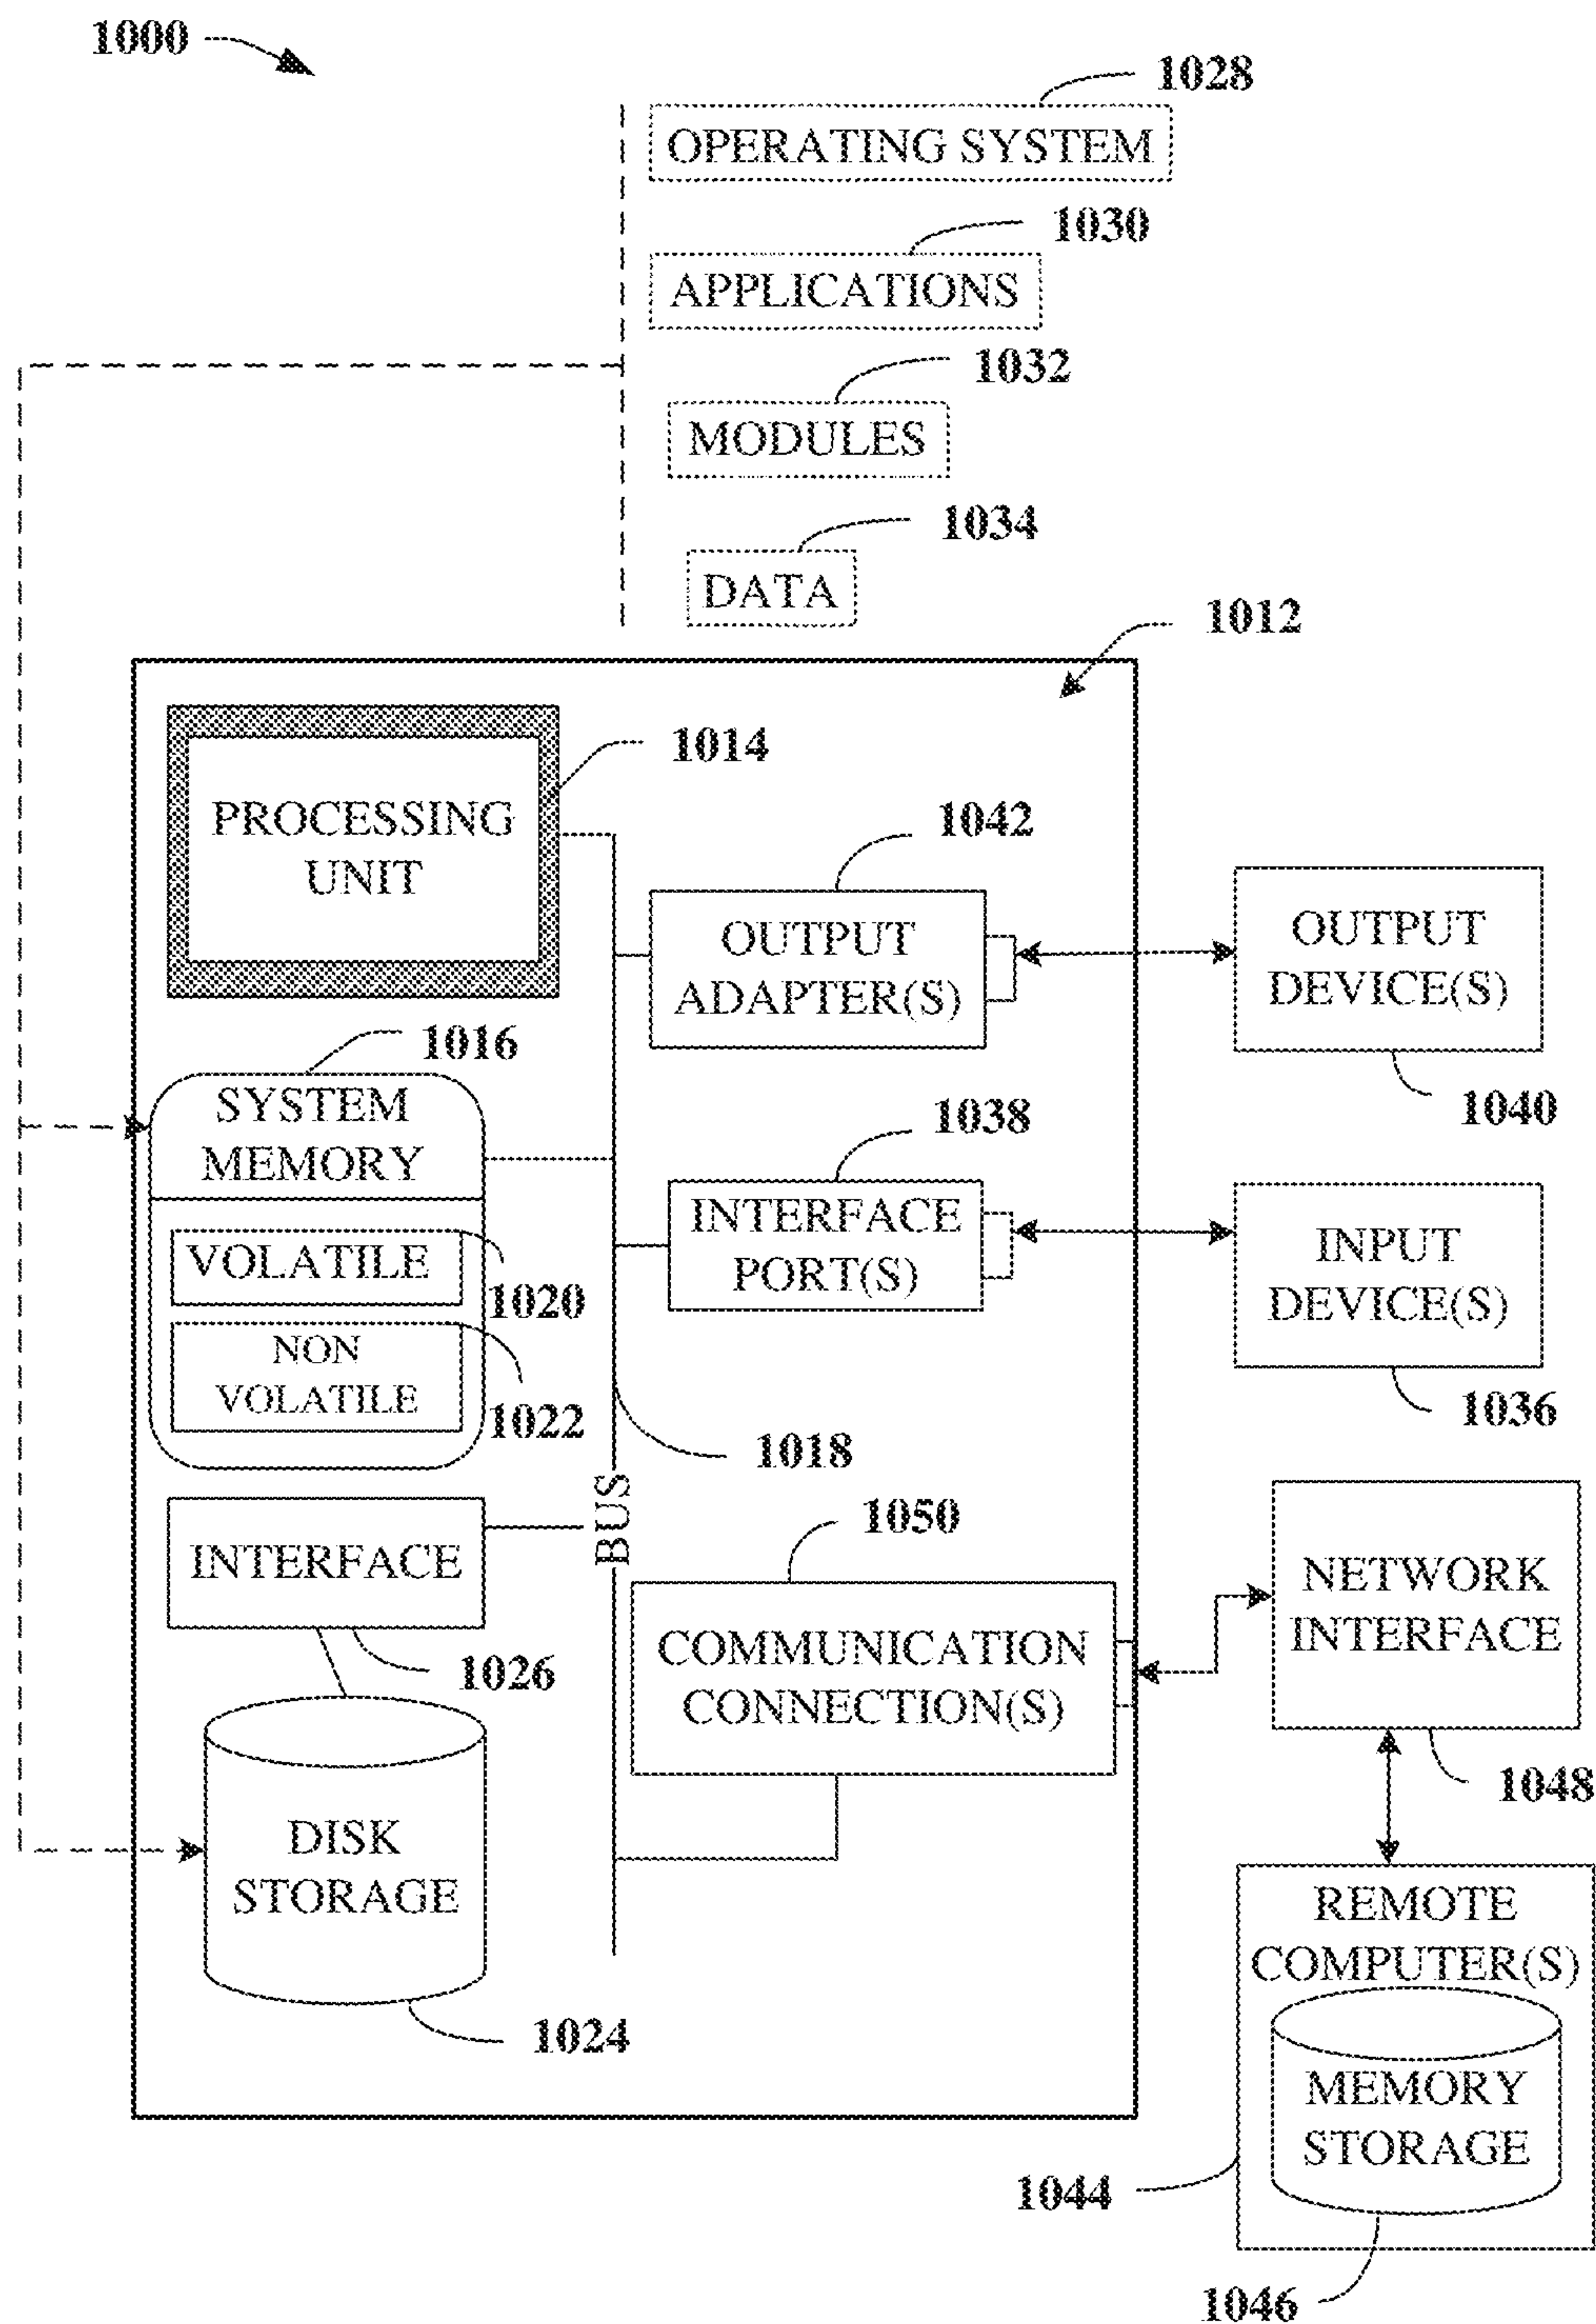 1000
1028
OPERATING SYSTEM
1030
APPLICATIONS
1032
MODULES
1034
DATA
1012
PROCESSING
UNIT
1014
1042
OUTPUT
ADAPTER(S)
OUTPUT
DEVICE(S)
1040
1016
SYSTEM
MEMORY
1038
INTERFACE
PORT(S)
INPUT
DEVICE(S)
1036
VOLATILE
1020
NON
VOLATILE
1022
1018
BUS
INTERFACE
1026
1050
COMMUNICATION
CONNECTION(S)
NETWORK
INTERFACE
1048
DISK
STORAGE
1024
REMOTE
COMPUTER(S)
MEMORY
STORAGE
1044
1046